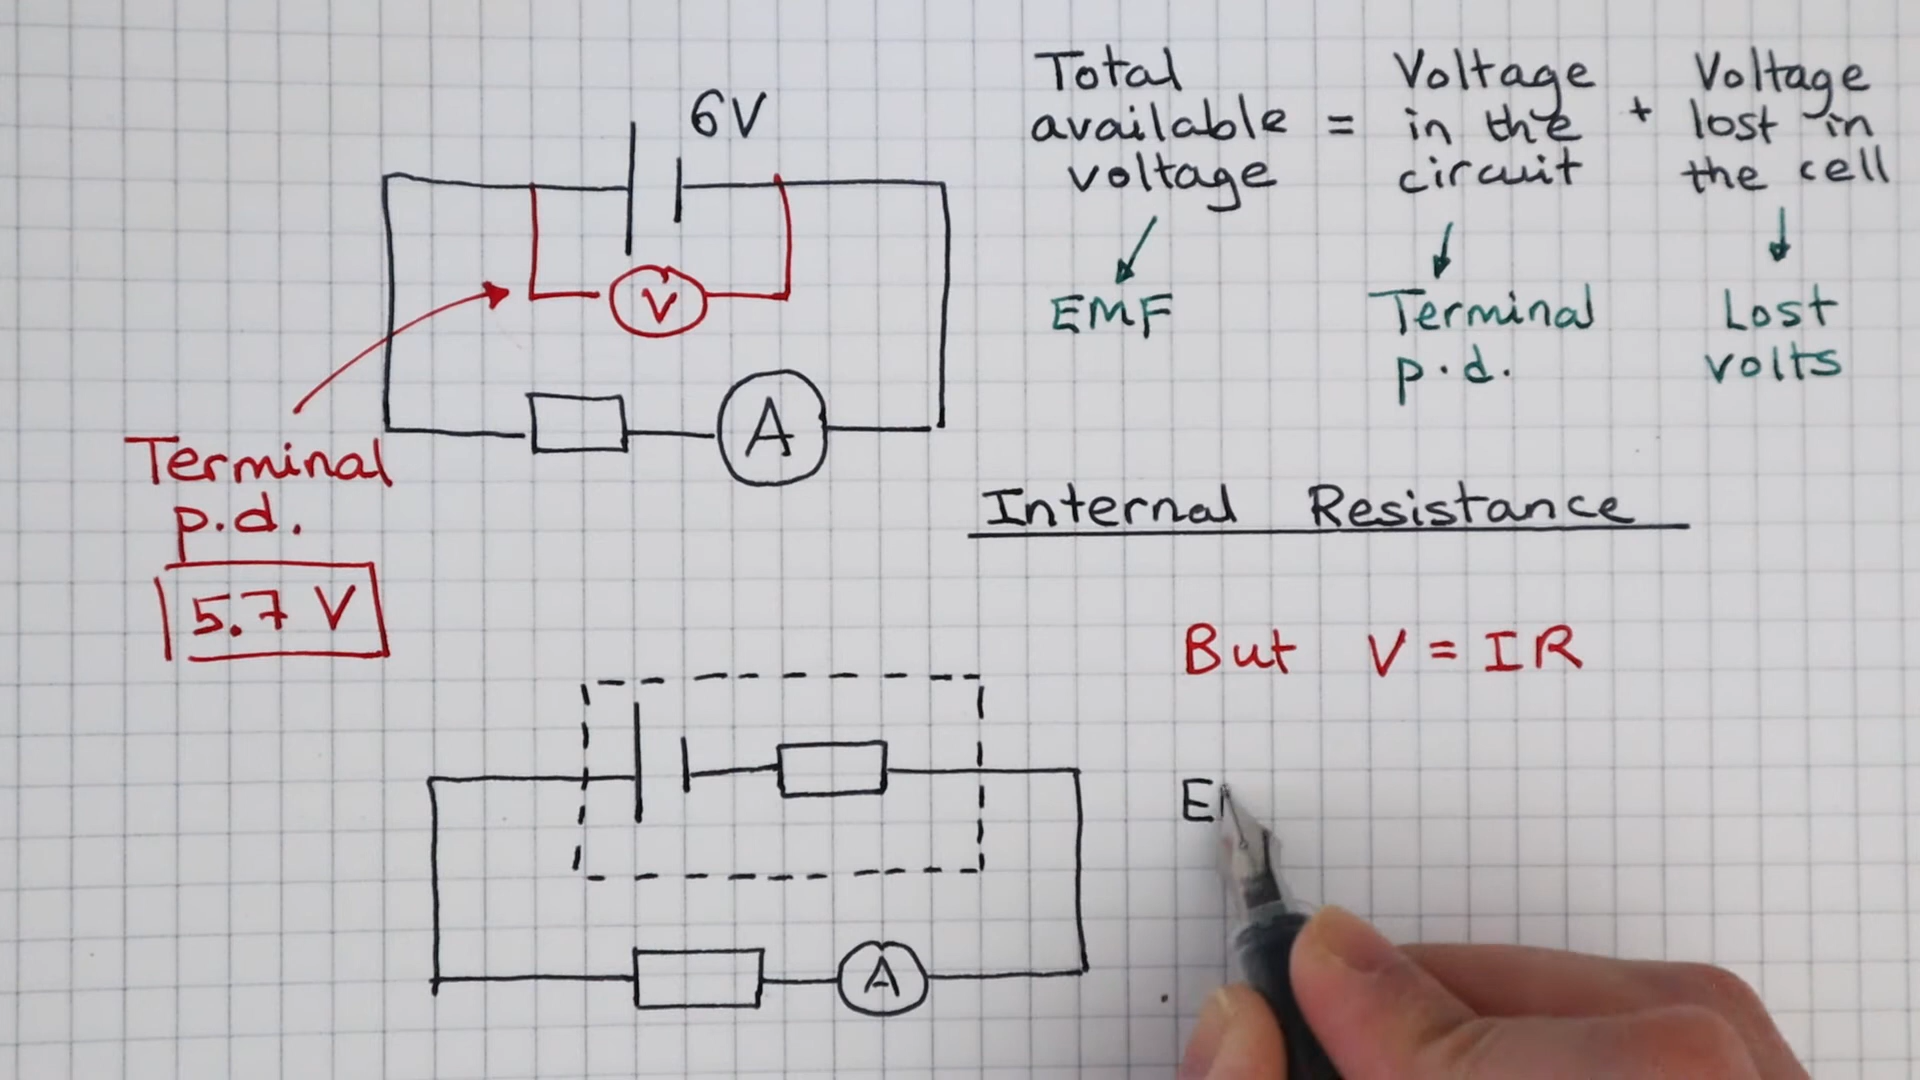 6V
V
A
Terminal
p.d.
5.7 V
Total available voltage = Voltage in the circuit + Voltage lost in the cell
EMF
Terminal
p.d.
Lost
volts
Internal Resistance
But V = IR
A
E